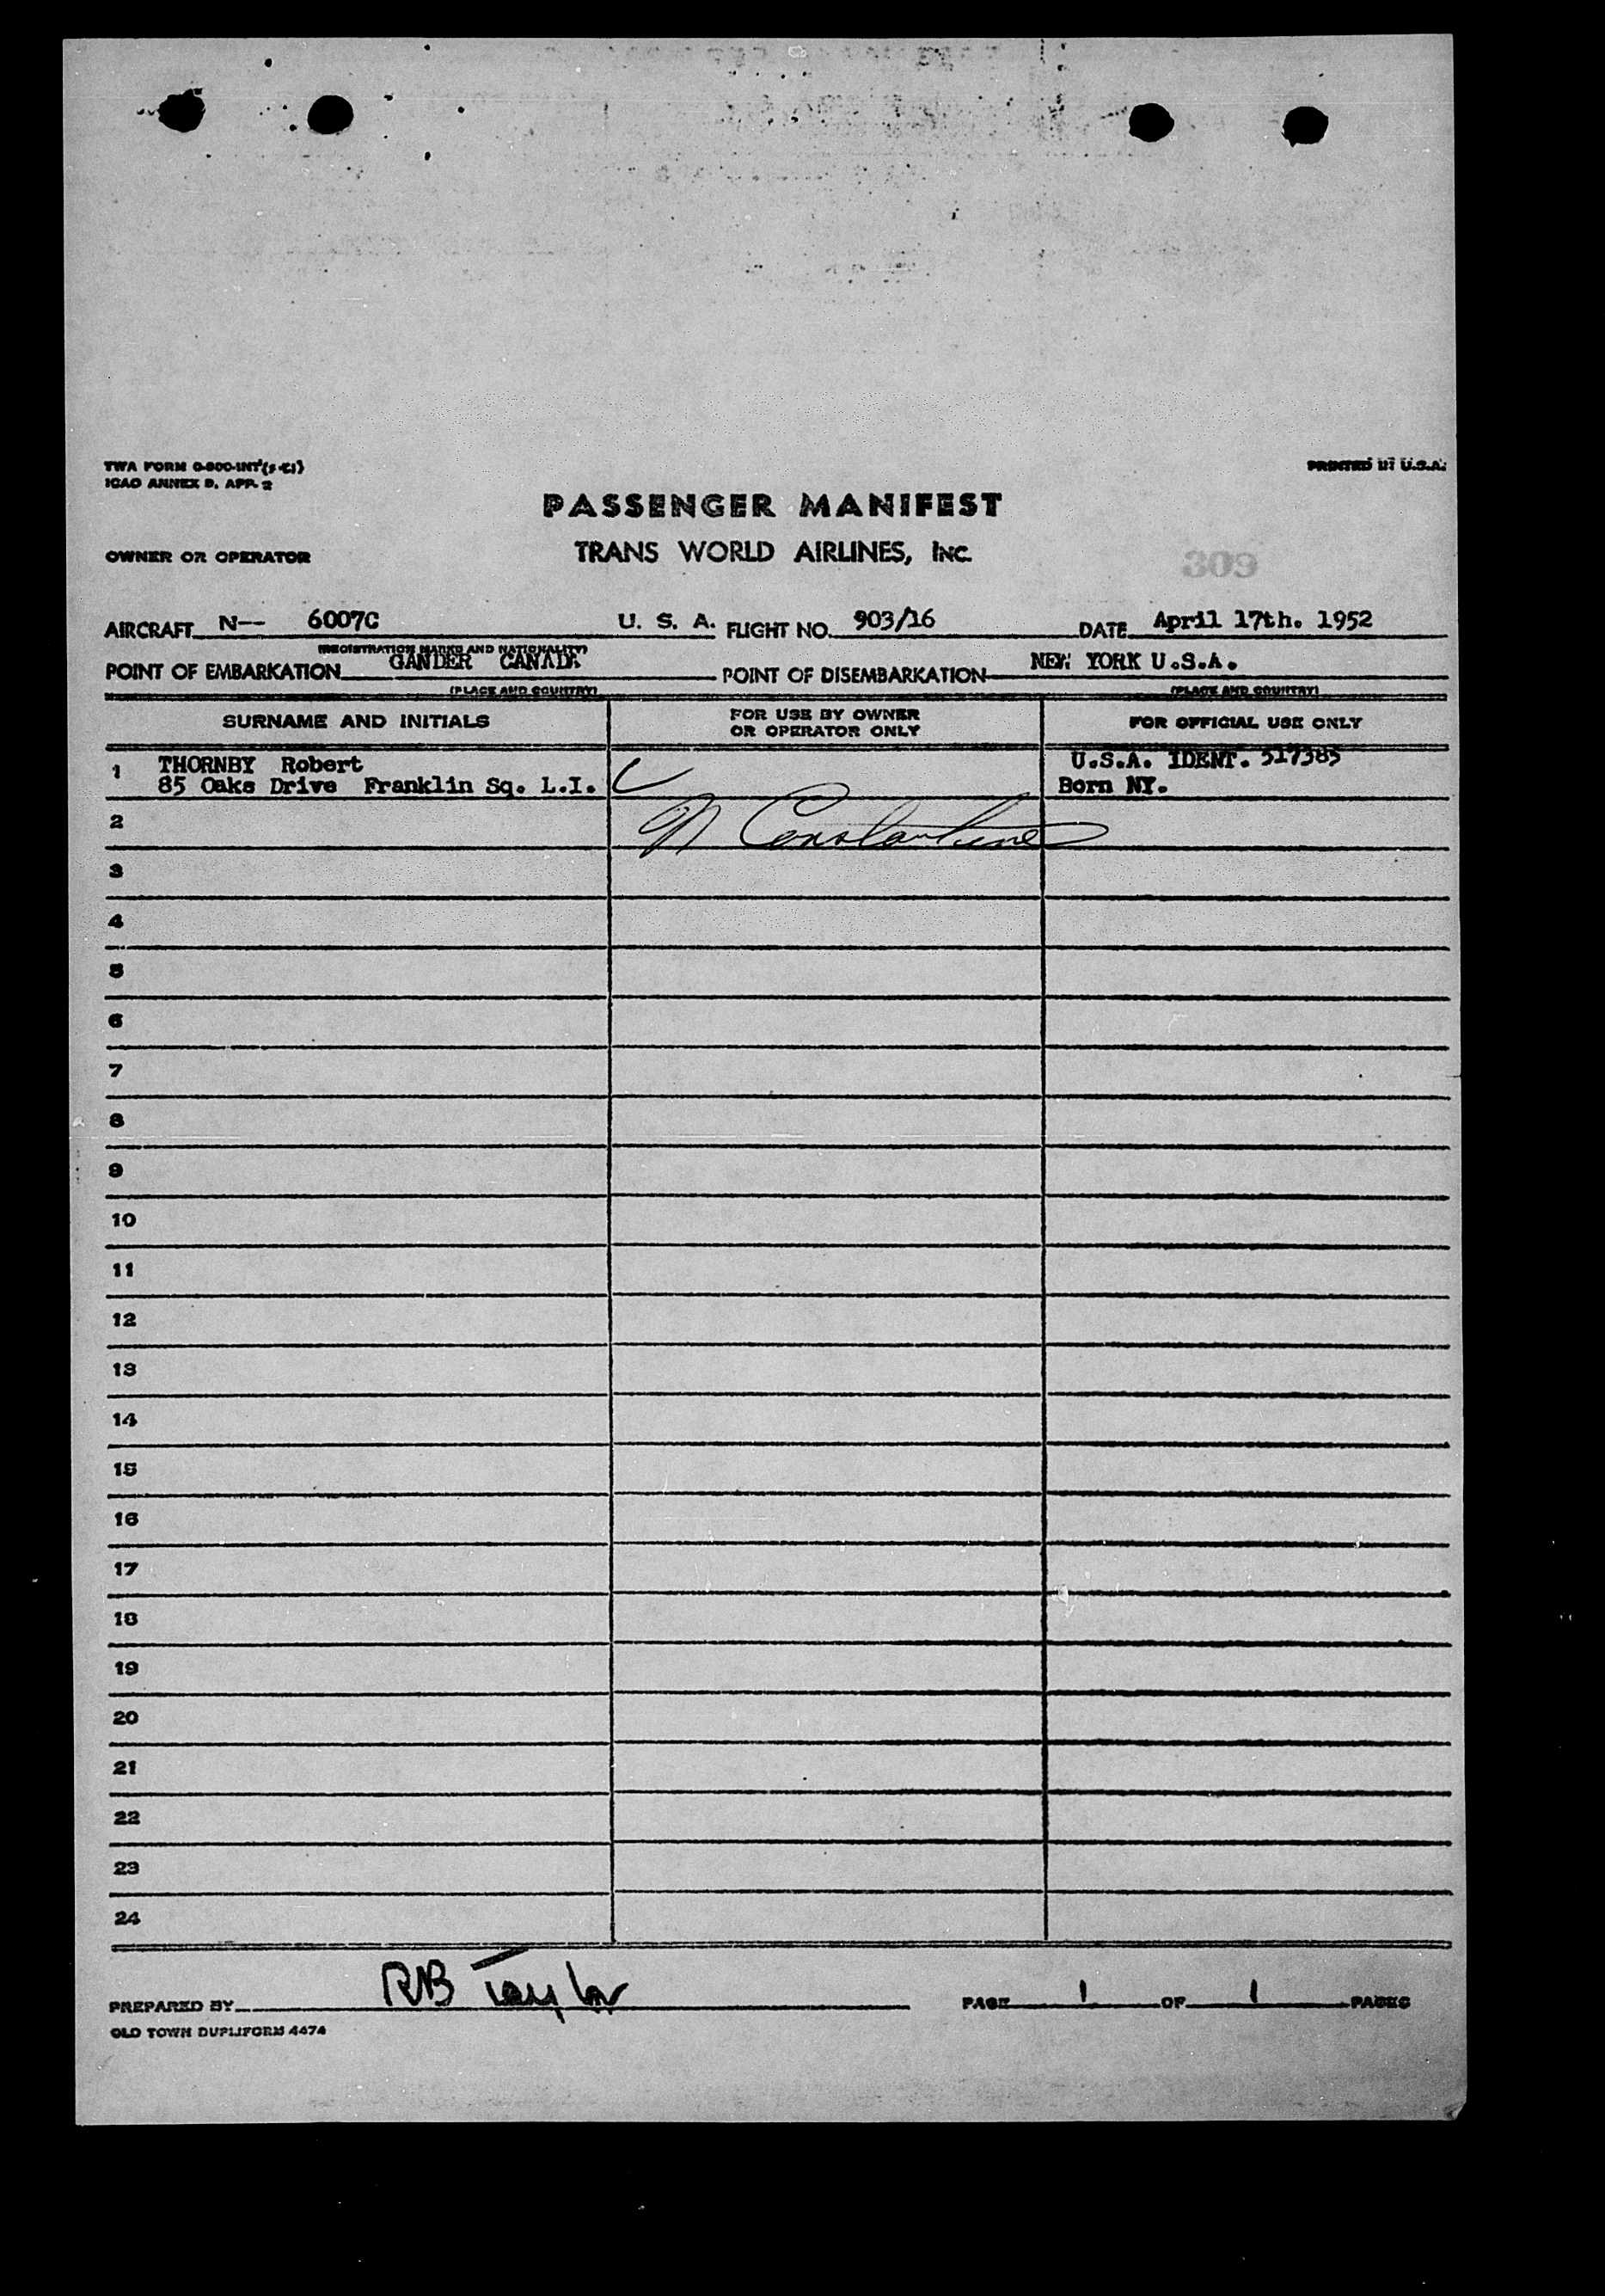 TWA FORM O-800-INT (5-51)
ICAO ANNEX 9, APP. 2
PRINTED IN U.S.A.
PASSENGER MANIFEST
OWNER OR OPERATOR TRANS WORLD AIRLINES, INC.
309
AIRCRAFT N-- 6007C U. S. A. FLIGHT NO. 903/16 DATE April 17th. 1952
(REGISTRATION MARKS AND NATIONALITY)
POINT OF EMBARKATION GANDER CANADA POINT OF DISEMBARKATION NEW YORK U.S.A.
(PLACE AND COUNTRY) (PLACE AND COUNTRY)
SURNAME AND INITIALS FOR USE BY OWNER OR OPERATOR ONLY FOR OFFICIAL USE ONLY
1 THORNBY Robert U.S.A. IDENT. 517385
85 Oaks Drive Franklin Sq. L.I. Born NY.
2 N Constantine
3
4
5
6
7
8
9
10
11
12
13
14
15
16
17
18
19
20
21
22
23
24
PREPARED BY RB Taylor PAGE 1 OF 1 PAGES
OLD TOWN DUPLIFORM 4474